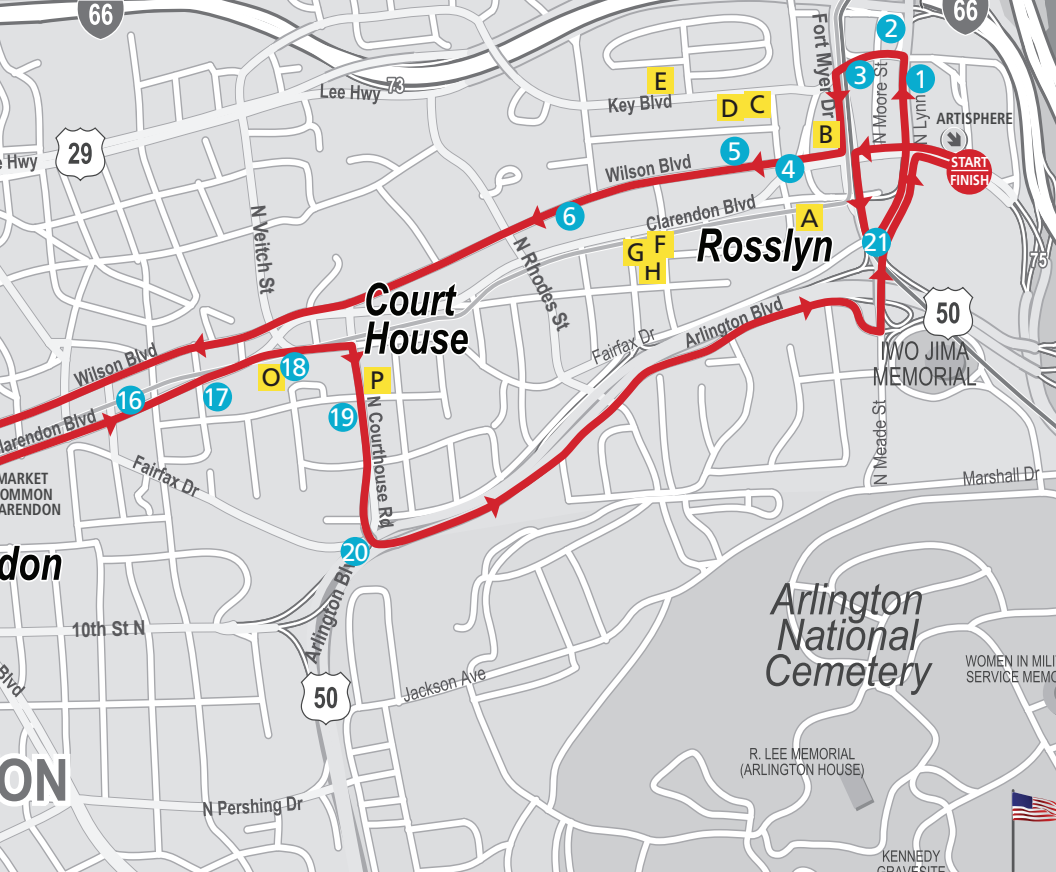 66
66
2
Fort Myer Dr
N Moore St
N Lynn
3
1
73
Lee Hwy
E
Key Blvd
D
C
ARTISPHERE
B
29
Hwy
5
Wilson Blvd
4
START
FINISH
6
Clarendon Blvd
A
N Veitch St
N Rhodes St
G
F
H
Rosslyn
21
75
Court
House
50
Arlington Blvd
Fairfax Dr
IWO JIMA
MEMORIAL
Wilson Blvd
O
18
P
16
17
19
larendon Blvd
N Courthouse Rd
N Meade St
Fairfax Dr
Marshall Dr
MARKET
OMMON
ARENDON
20
don
Arlington Blv
10th St N
Arlington
National
Cemetery
WOMEN IN MILI
SERVICE MEMO
Blvd
50
Jackson Ave
R. LEE MEMORIAL
(ARLINGTON HOUSE)
ON
N Pershing Dr
KENNEDY
GRAVESITE